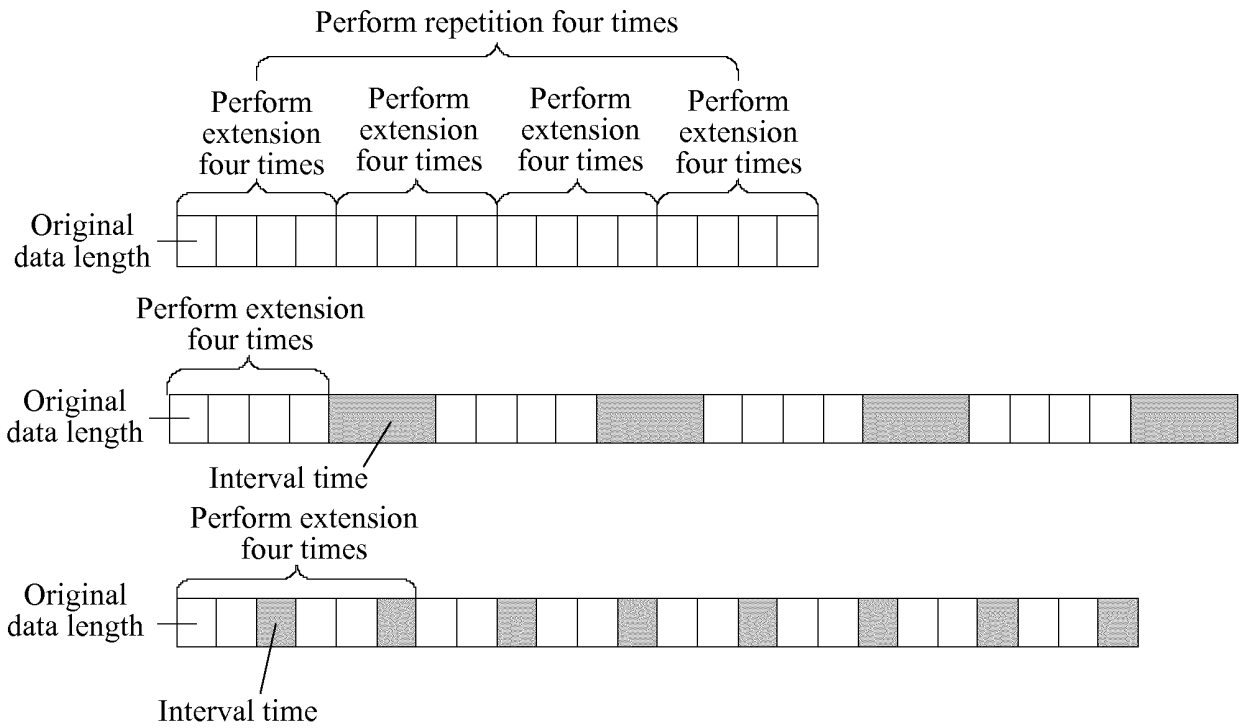 Perform repetition four times
Perform
extension
four times
Perform
extension
four times
Perform
extension
four times
Perform
extension
four times
Original
data length
Perform extension
four times
Original
data length
Interval time
Perform extension
four times
Original
data length
Interval time